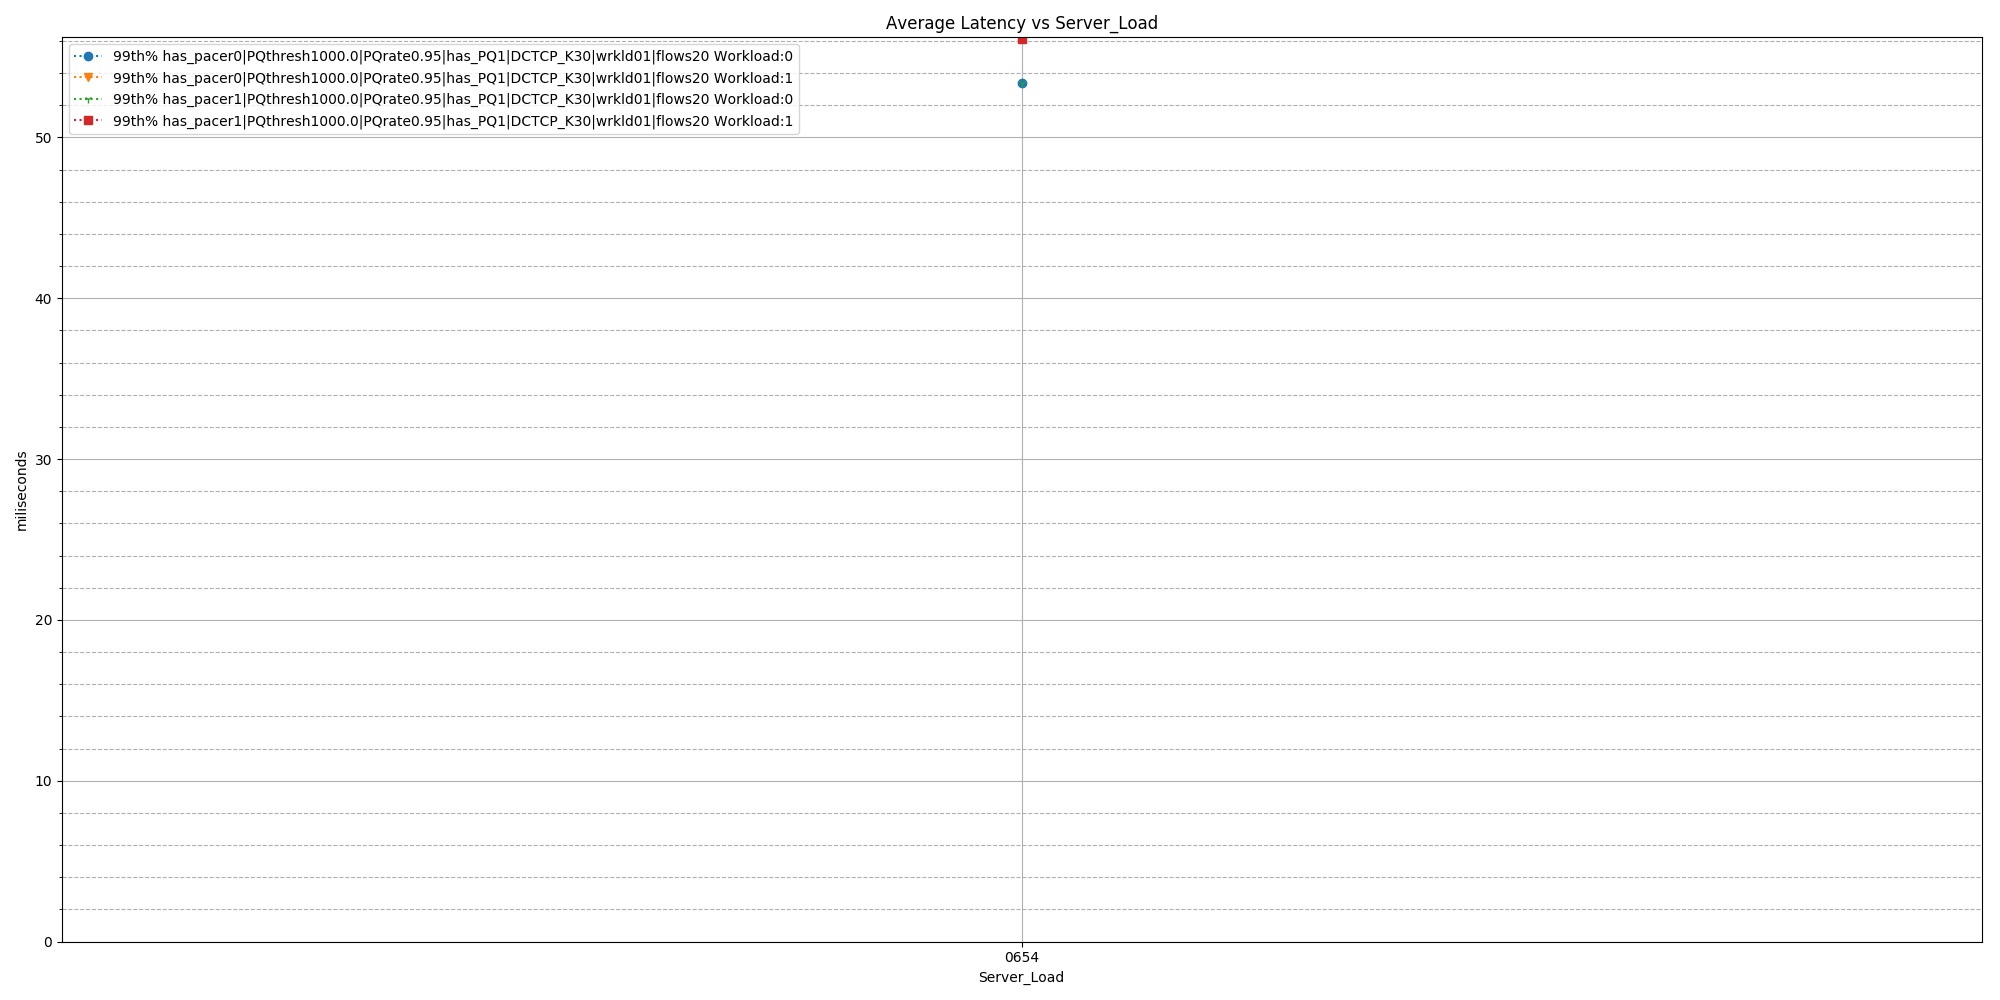 Average Latency vs Server_Load
99th% has_pacer0|PQthresh1000.0|PQrate0.95|has_PQ1|DCTCP_K30|wrkld01|flows20 Workload:0
99th% has_pacer0|PQthresh1000.0|PQrate0.95|has_PQ1|DCTCP_K30|wrkld01|flows20 Workload:1
99th% has_pacer1|PQthresh1000.0|PQrate0.95|has_PQ1|DCTCP_K30|wrkld01|flows20 Workload:0
99th% has_pacer1|PQthresh1000.0|PQrate0.95|has_PQ1|DCTCP_K30|wrkld01|flows20 Workload:1
50
40
30
20
10
0
miliseconds
0654
Server_Load